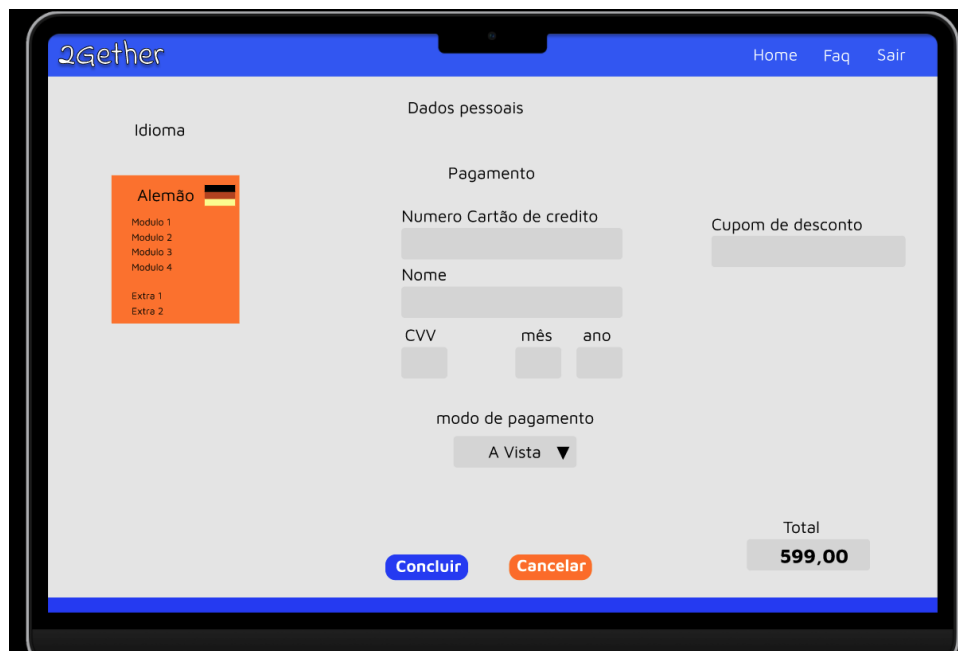 2Gether
Home Faq Sair
Dados pessoais
Idioma
Alemão
Modulo 1
Modulo 2
Modulo 3
Modulo 4
Extra 1
Extra 2
Pagamento
Numero Cartão de credito
Nome
CVV mês ano
modo de pagamento
A Vista ▼
Cupom de desconto
Total
599,00
Concluir Cancelar